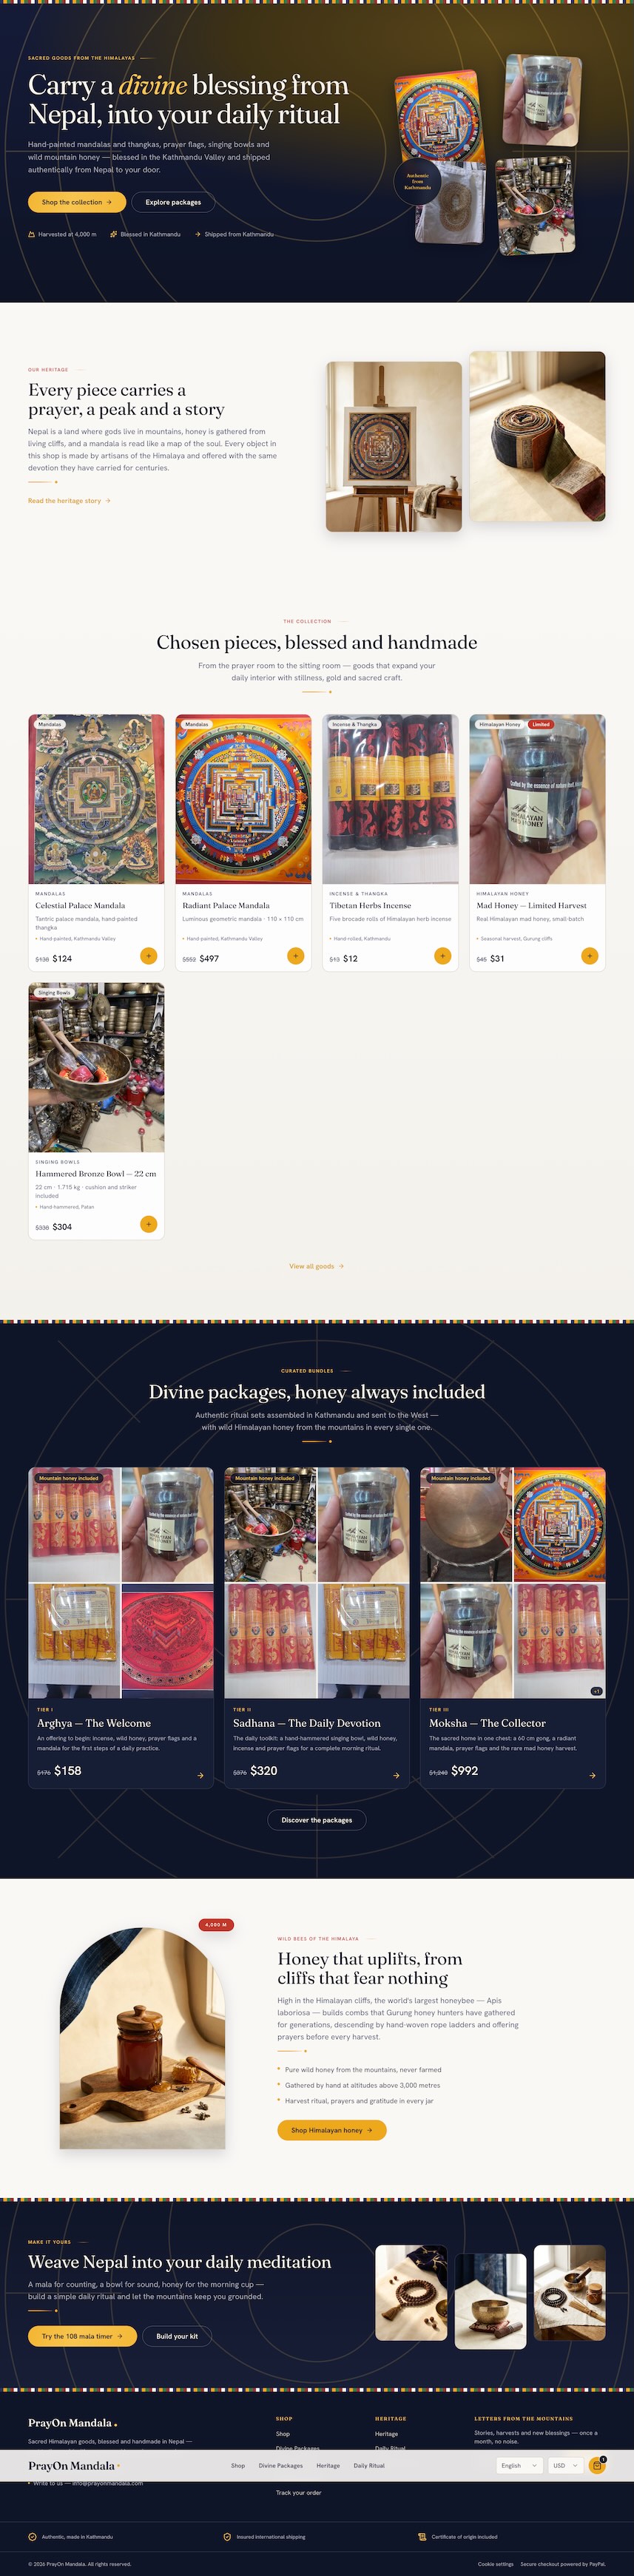 SACRED GOODS FROM THE HIMALAYAS
Carry a divine blessing from
Nepal, into your daily ritual
Hand-painted mandalas and thangkas, prayer flags, singing bowls and
wild mountain honey — blessed in the Kathmandu Valley and shipped
authentically from Nepal to your door.
Shop the collection →
Explore packages
Harvested at 4,000 m
Blessed in Kathmandu
Shipped from Kathmandu
Authentic
from
Kathmandu
OUR HERITAGE
Every piece carries a
prayer, a peak and a story
Nepal is a land where gods live in mountains, honey is gathered from
living cliffs, and a mandala is read like a map of the soul. Every object in
this shop is made by artisans of the Himalaya and offered with the same
devotion they have carried for centuries.
Read the heritage story →
THE COLLECTION
Chosen pieces, blessed and handmade
From the prayer room to the sitting room — goods that expand your
daily interior with stillness, gold and sacred craft.
Mandalas
MANDALAS
Celestial Palace Mandala
Tantric palace mandala, hand-painted
thangka
Hand-painted, Kathmandu Valley
$138 $124
Mandalas
MANDALAS
Radiant Palace Mandala
Luminous geometric mandala · 110 × 110 cm
Hand-painted, Kathmandu Valley
$552 $497
Incense & Thangka
INCENSE & THANGKA
Tibetan Herbs Incense
Five brocade rolls of Himalayan herb incense
Hand-rolled, Kathmandu
$13 $12
Himalayan Honey
Limited
HIMALAYAN
HONEY
HIMALAYAN HONEY
Mad Honey — Limited Harvest
Real Himalayan mad honey, small-batch
Seasonal harvest, Gurung cliffs
$45 $31
Singing Bowls
SINGING BOWLS
Hammered Bronze Bowl — 22 cm
22 cm · 1.715 kg · cushion and striker
included
Hand-hammered, Patan
$338 $304
View all goods →
CURATED BUNDLES
Divine packages, honey always included
Authentic ritual sets assembled in Kathmandu and sent to the West —
with wild Himalayan honey from the mountains in every single one.
Mountain honey included
TIER I
Arghya — The Welcome
An offering to begin: incense, wild honey, prayer flags and a
mandala for the first steps of a daily practice.
$176 $158
Mountain honey included
TIER II
Sadhana — The Daily Devotion
The daily toolkit: a hand-hammered singing bowl, wild honey,
incense and prayer flags for a complete morning ritual.
$376 $320
Mountain honey included
+1
TIER III
Moksha — The Collector
The sacred home in one chest: a 60 cm gong, a radiant
mandala, prayer flags and the rare mad honey harvest.
$1,240 $992
Discover the packages
4,000 M
WILD BEES OF THE HIMALAYA
Honey that uplifts, from
cliffs that fear nothing
High in the Himalayan cliffs, the world's largest honeybee — Apis
laboriosa — builds combs that Gurung honey hunters have gathered
for generations, descending by hand-woven rope ladders and offering
prayers before every harvest.
Pure wild honey from the mountains, never farmed
Gathered by hand at altitudes above 3,000 metres
Harvest ritual, prayers and gratitude in every jar
Shop Himalayan honey →
MAKE IT YOURS
Weave Nepal into your daily meditation
A mala for counting, a bowl for sound, honey for the morning cup —
build a simple daily ritual and let the mountains keep you grounded.
Try the 108 mala timer →
Build your kit
PrayOn Mandala
Sacred Himalayan goods, blessed and handmade in Nepal —
SHOP
Shop
Divine Packages
HERITAGE
Heritage
Daily Ritual
LETTERS FROM THE MOUNTAINS
Stories, harvests and new blessings — once a
month, no noise.
PrayOn Mandala
Shop
Divine Packages
Heritage
Daily Ritual
English
USD
1
Write to us — info@prayonmandala.com
Track your order
Authentic, made in Kathmandu
Insured international shipping
Certificate of origin included
© 2026 PrayOn Mandala. All rights reserved.
Cookie settings
Secure checkout powered by PayPal.